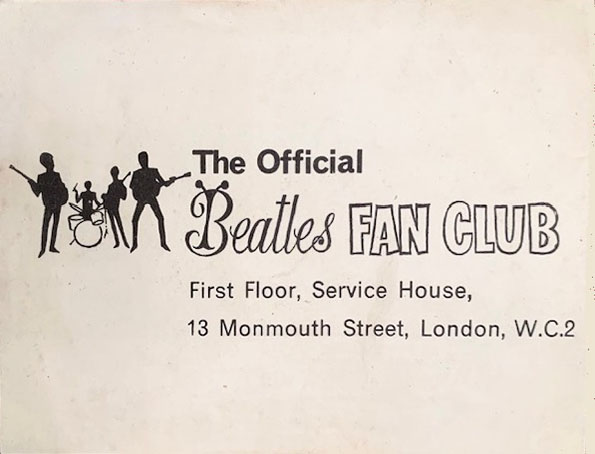 The Official
Beatles FAN CLUB
First Floor, Service House,
13 Monmouth Street, London, W.C.2